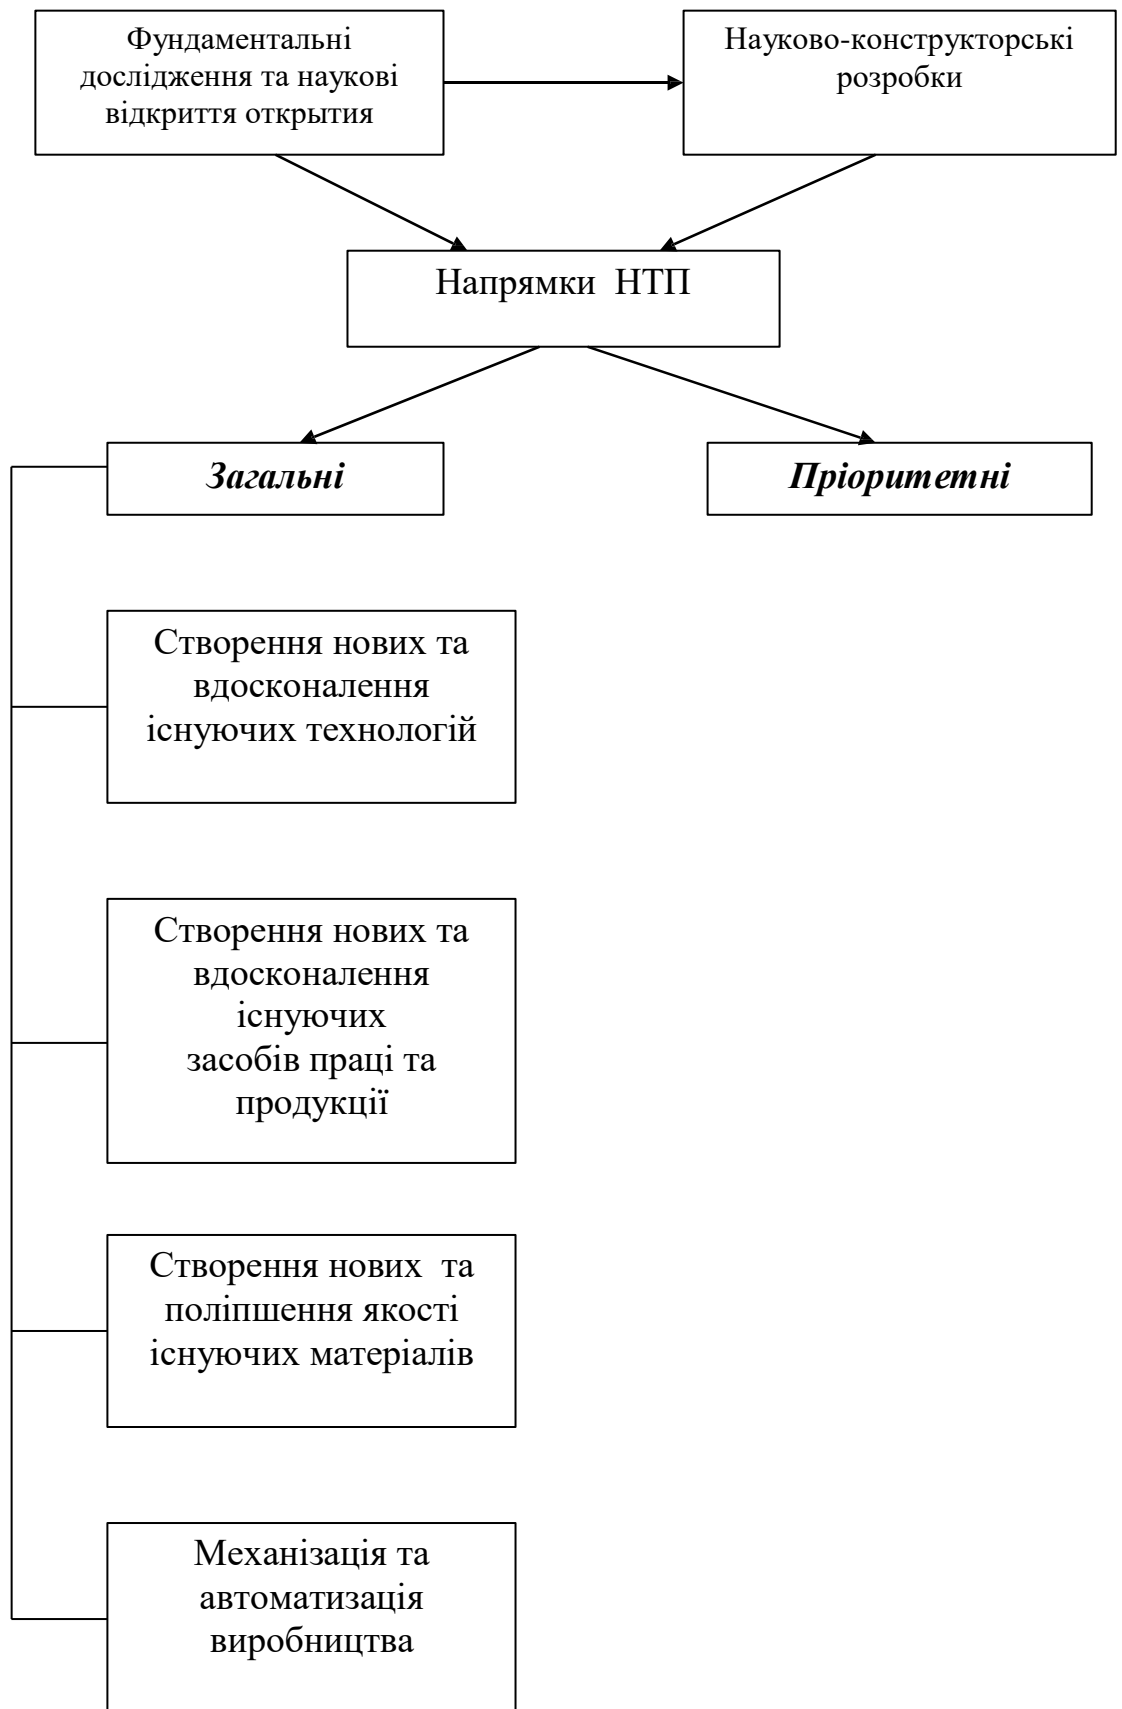 Фундаментальні
дослідження та наукові
відкриття открытия
Науково-конструкторські
розробки
Напрямки НТП
Загальні
Пріоритетні
Створення нових та
вдосконалення
існуючих технологій
Створення нових та
вдосконалення
існуючих
засобів праці та
продукції
Створення нових та
поліпшення якості
існуючих матеріалів
Механізація та
автоматизація
виробництва